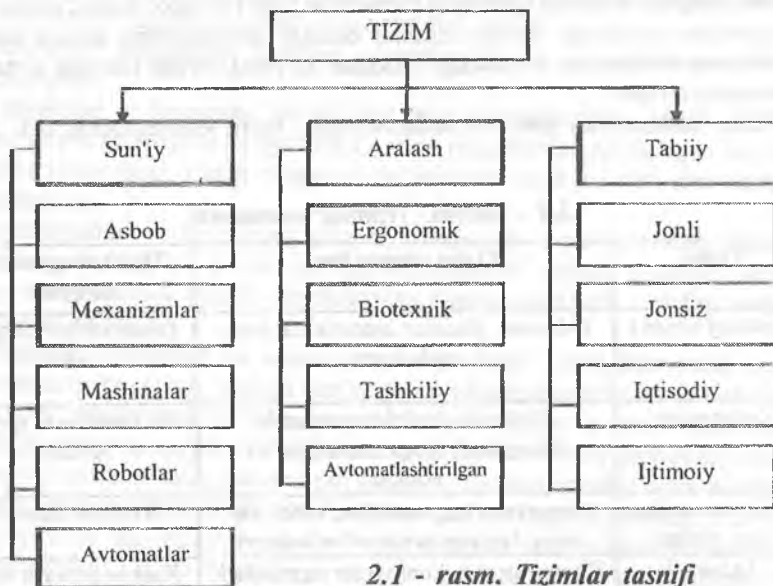 TIZIM
Sun'iy
Asbob
Mexanizmlar
Mashinalar
Robotlar
Avtomatlar
Aralash
Ergonomik
Biotexnik
Tashkiliy
Avtomatlashtirilgan
Tabiiy
Jonli
Jonsiz
Iqtisodiy
Ijtimoiy
2.1 - rasm. Tizimlar tasnifi